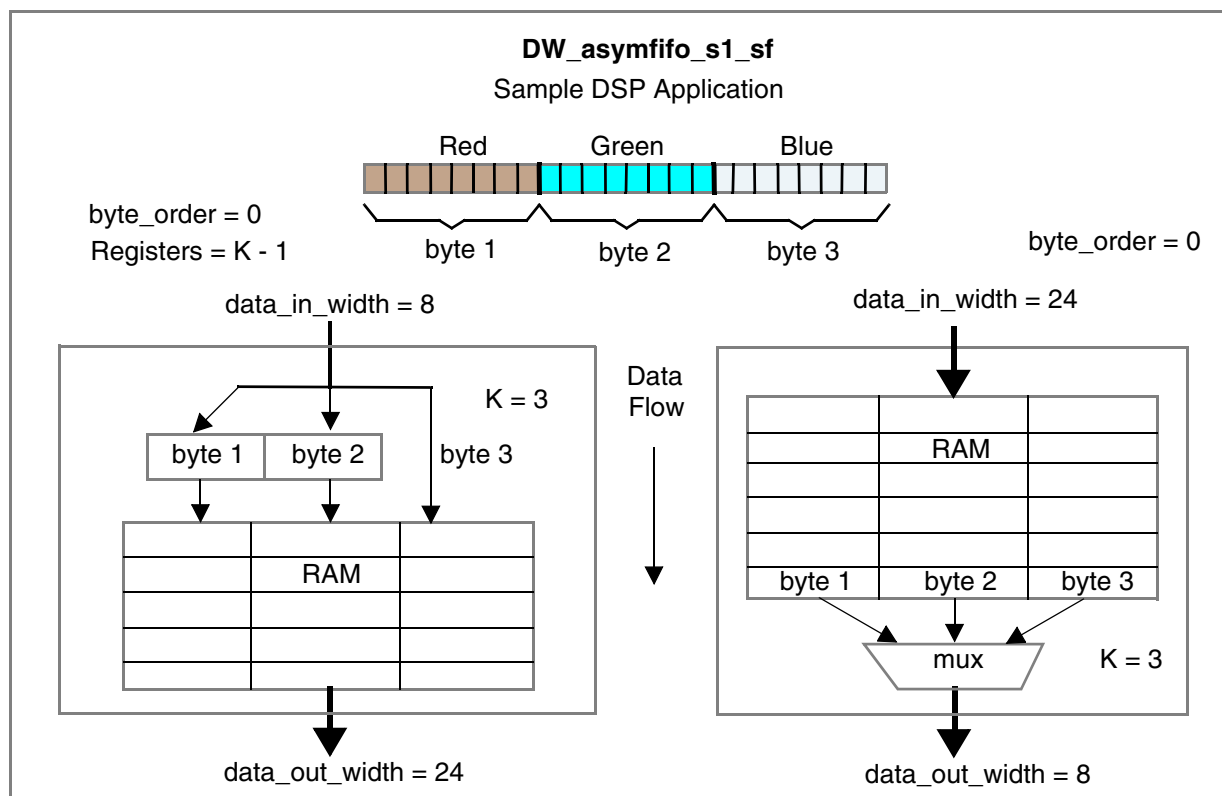 DW_asymfifo_s1_sf
Sample DSP Application
Red Green Blue
byte 1 byte 2 byte 3
byte_order = 0
Registers = K - 1
byte_order = 0
data_in_width = 8
K = 3
byte 1 byte 2 byte 3
RAM
data_out_width = 24
Data
Flow
data_in_width = 24
RAM
byte 1 byte 2 byte 3
mux
K = 3
data_out_width = 8